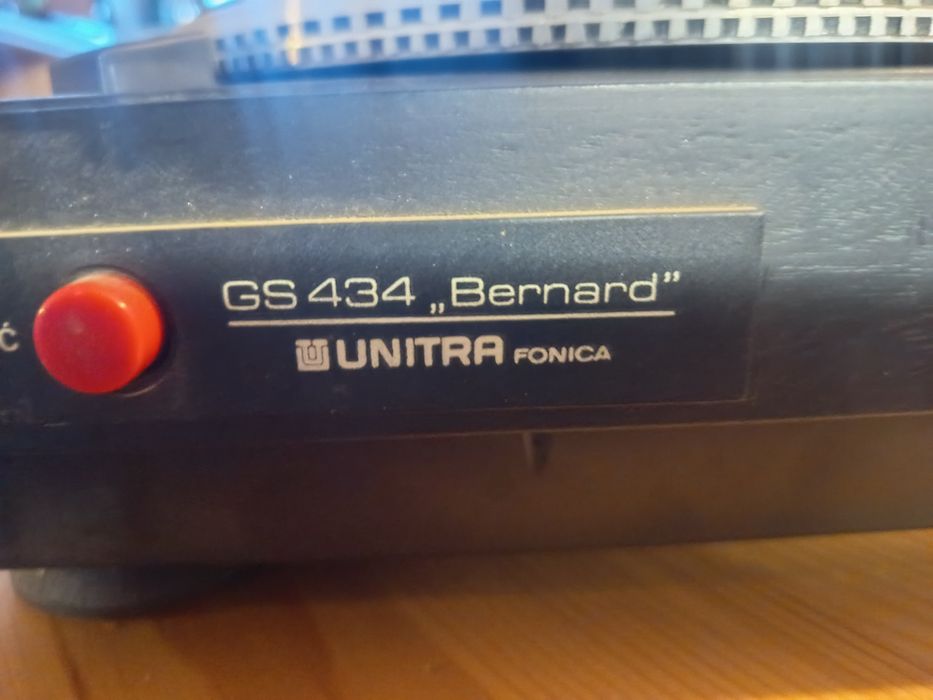 GS 434 „Bernard”
UNITRA FONICA
Ć